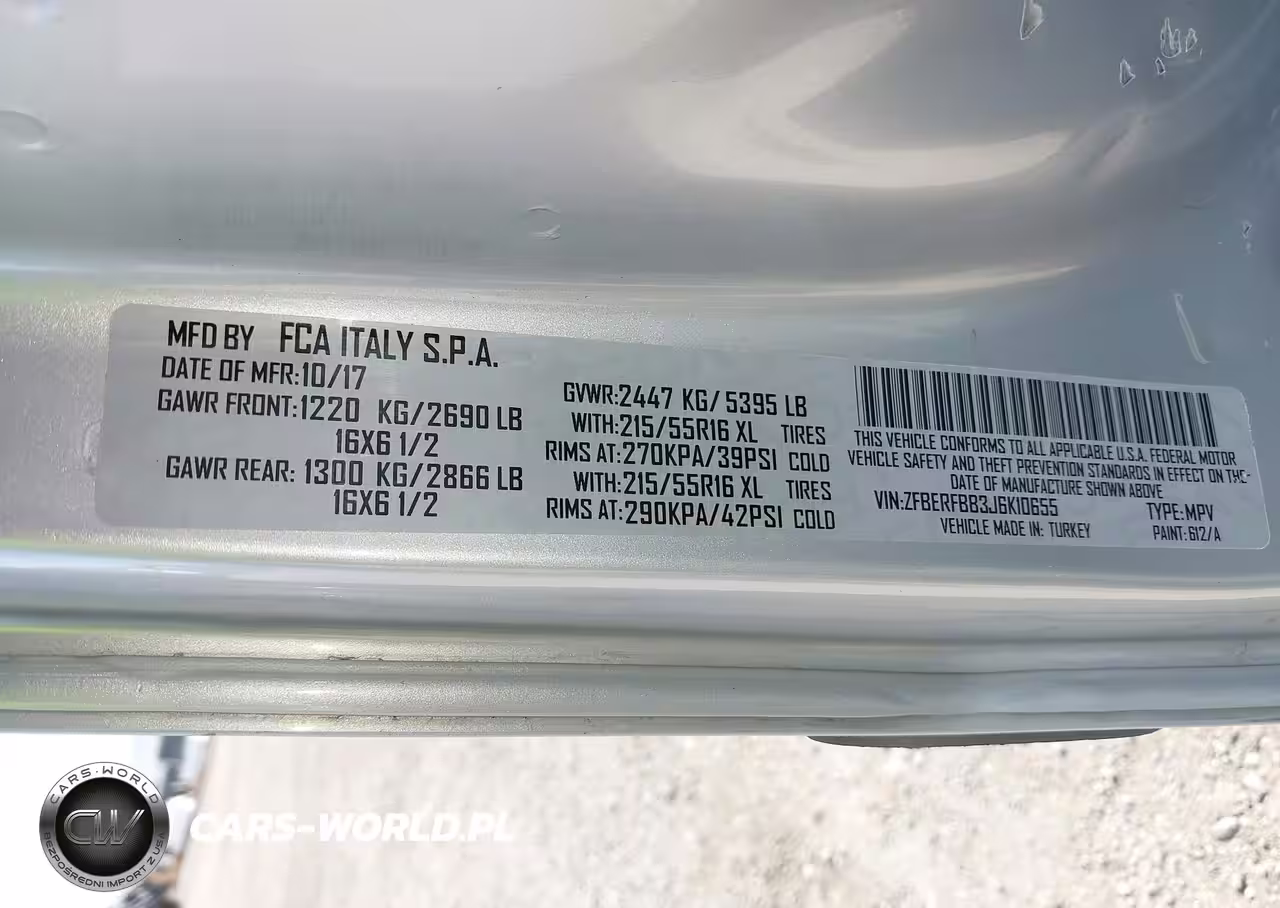 MFD BY FCA ITALY S.P.A.
DATE OF MFR:10/17
GAWR FRONT:1220 KG/2690 LB
16X6 1/2
GAWR REAR: 1300 KG/2866 LB
16X6 1/2
GVWR:2447 KG/5395 LB
WITH:215/55R16 XL TIRES
RIMS AT:270KPA/39PSI COLD
WITH:215/55R16 XL TIRES
RIMS AT:290KPA/42PSI COLD
THIS VEHICLE CONFORMS TO ALL APPLICABLE U.S.A. FEDERAL MOTOR
VEHICLE SAFETY AND THEFT PREVENTION STANDARDS IN EFFECT ON THE
DATE OF MANUFACTURE SHOWN ABOVE
VIN:ZFBERFBB3J6K10655 TYPE:MPV
VEHICLE MADE IN: TURKEY PAINT:612/A
CARS-WORLD
CW
BEZPOŚREDNI IMPORT Z USA
CARS-WORLD.PL